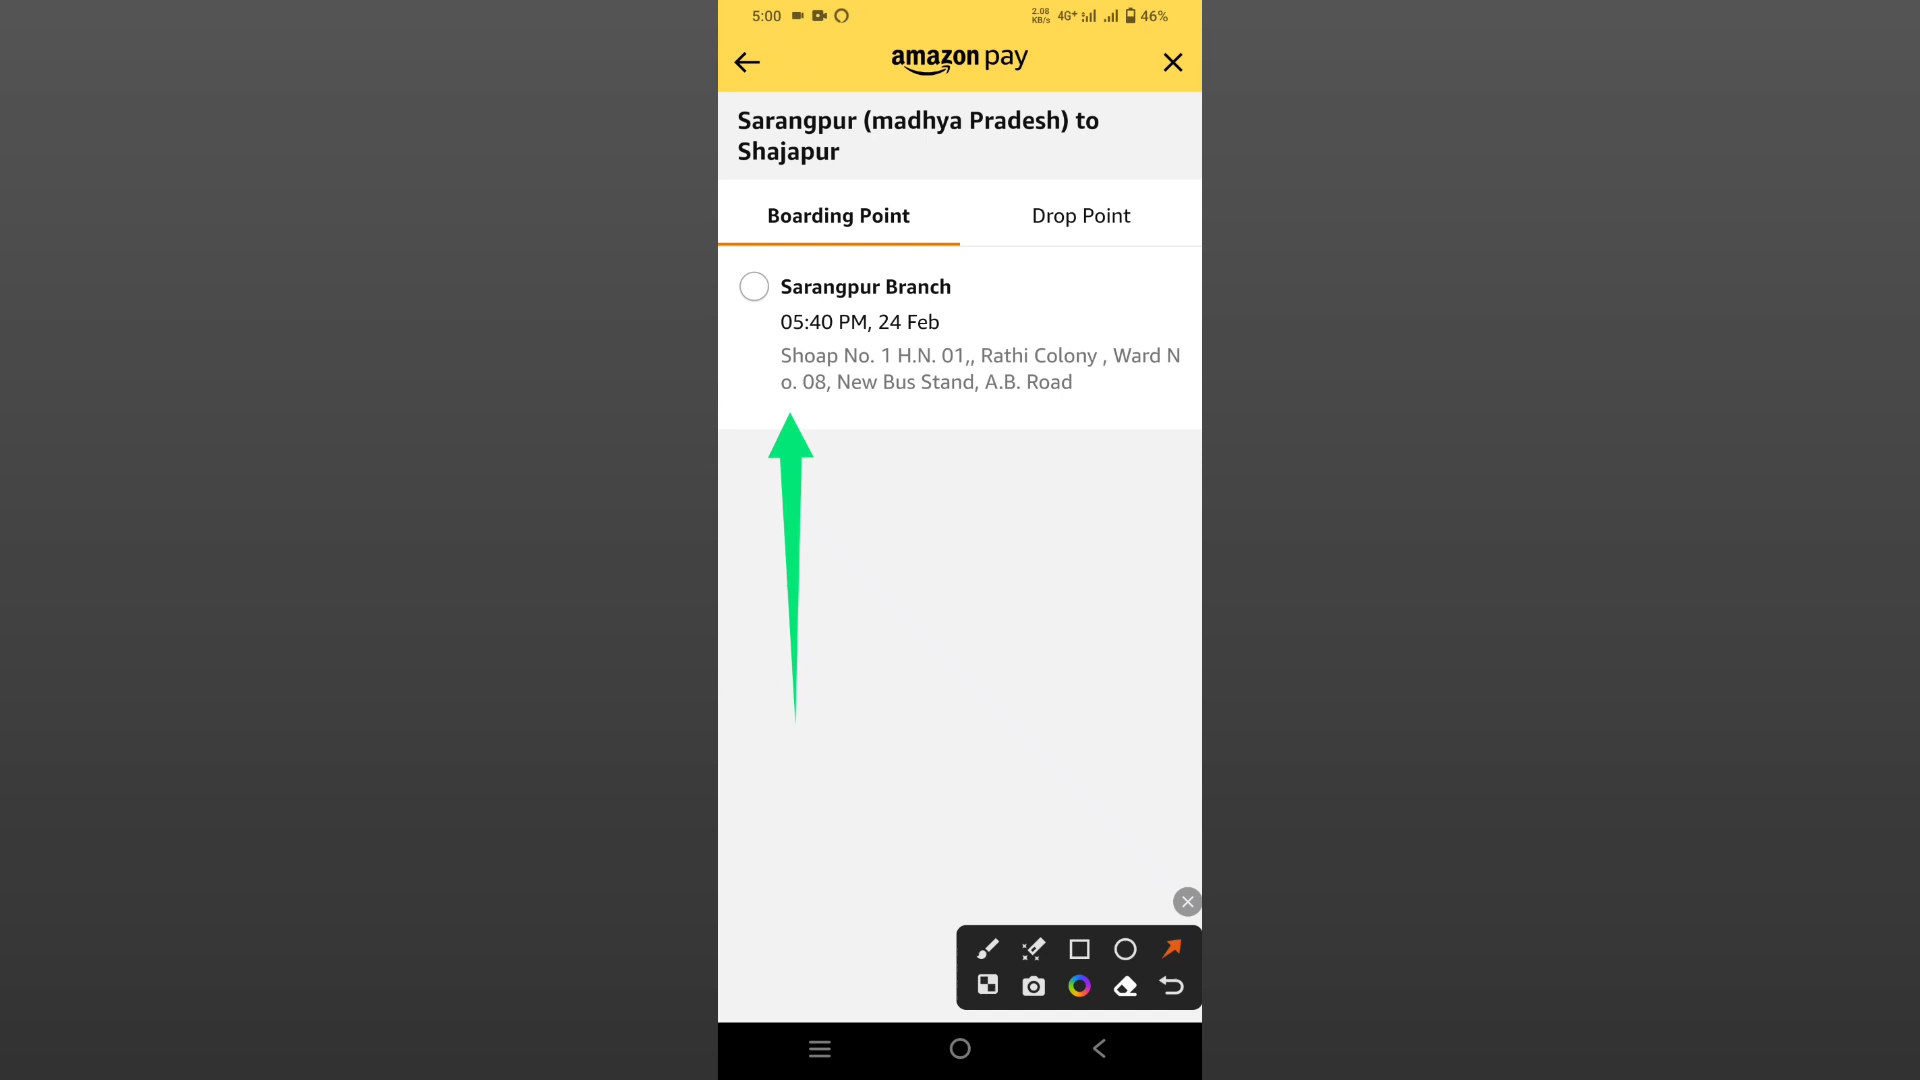 5:00
2.08
KB/s
4G+
46%
amazon pay
Sarangpur (madhya Pradesh) to
Shajapur
Boarding Point
Drop Point
Sarangpur Branch
05:40 PM, 24 Feb
Shoap No. 1 H.N. 01,, Rathi Colony , Ward N
o. 08, New Bus Stand, A.B. Road